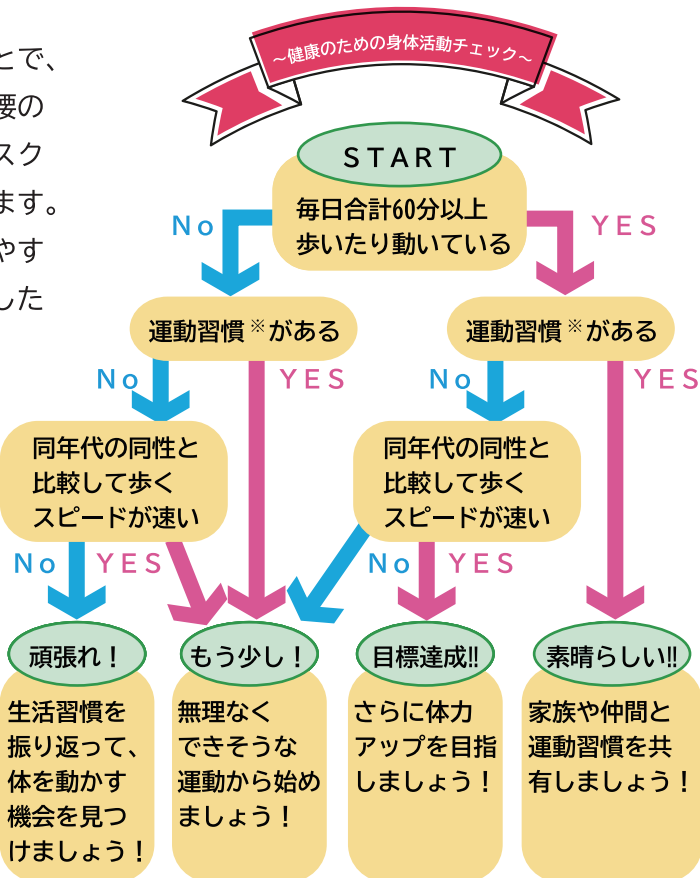 とで、
腰の
スク
ます。
やす
した
～健康のための身体活動チェック～
START
毎日合計60分以上
歩いたり動いている
No
YES
運動習慣※がある
運動習慣※がある
No
YES
No
YES
同年代の同性と
比較して歩く
スピードが速い
同年代の同性と
比較して歩く
スピードが速い
No
YES
No
YES
頑張れ！
生活習慣を
振り返って、
体を動かす
機会を見つ
けましょう！
もう少し！
無理なく
できそうな
運動から始め
ましょう！
目標達成!!
さらに体力
アップを目指
しましょう！
素晴らしい!!
家族や仲間と
運動習慣を共
有しましょう！